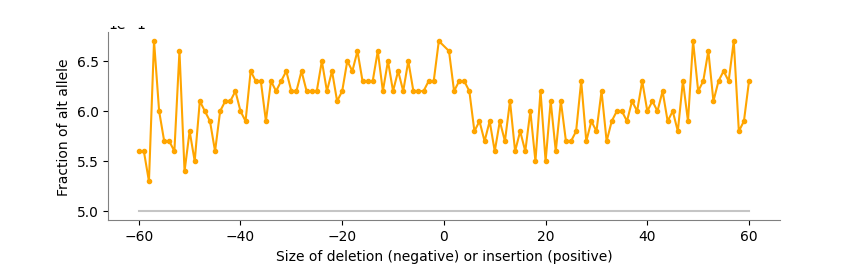 6.5
6.0
5.5
5.0
Fraction of alt allele
−60 −40 −20 0 20 40 60
Size of deletion (negative) or insertion (positive)